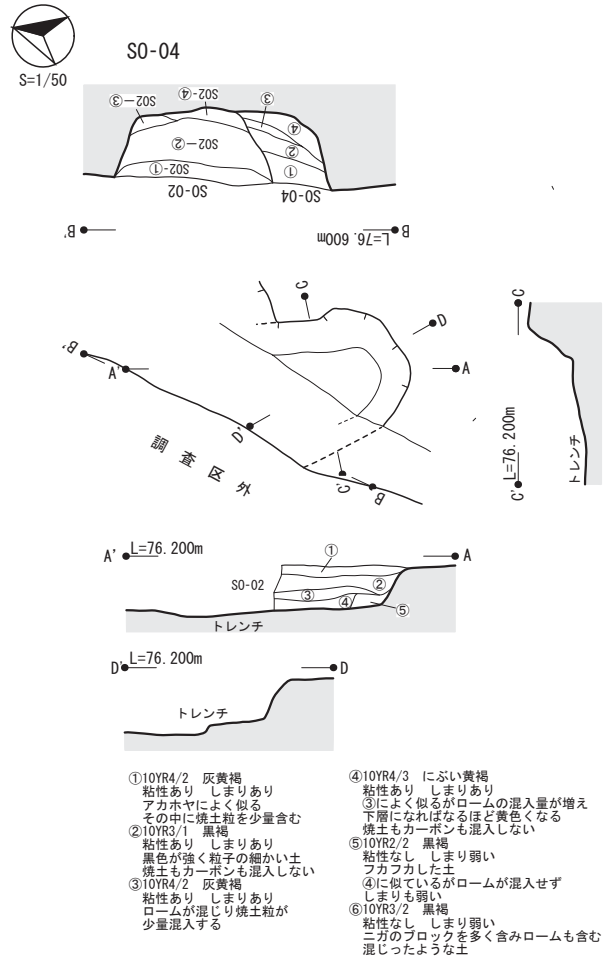 SO-04
S=1/50
SO2-③
SO2-④
③
④
SO2-②
②
SO2-①
①
SO-02
SO-04
B'
L=76.600m
B
C
D
B'
A'
A
D'
調査区外
C'
B
C
C' L=76.200m
トレンチ
A' L=76.200m
A
①
SO-02
②
③
④
⑤
トレンチ
D' L=76.200m
D
トレンチ
①10YR4/2 灰黄褐
粘性あり しまりあり
アカホヤによく似る
その中に焼土粒を少量含む
②10YR3/1 黒褐
粘性あり しまりあり
黒色が強く粒子の細かい土
焼土もカーボンも混入しない
③10YR4/2 灰黄褐
粘性あり しまりあり
ロームが混じり焼土粒が
少量混入する
④10YR4/3 にぶい黄褐
粘性あり しまりあり
③によく似るがロームの混入量が増え
下層になればなるほど黄色くなる
焼土もカーボンも混入しない
⑤10YR2/2 黒褐
粘性なし しまり弱い
フカフカした土
④に似ているがロームが混入せず
しまりも弱い
⑥10YR3/2 黒褐
粘性なし しまり弱い
ニガのブロックを多く含みロームも含む
混じったような土